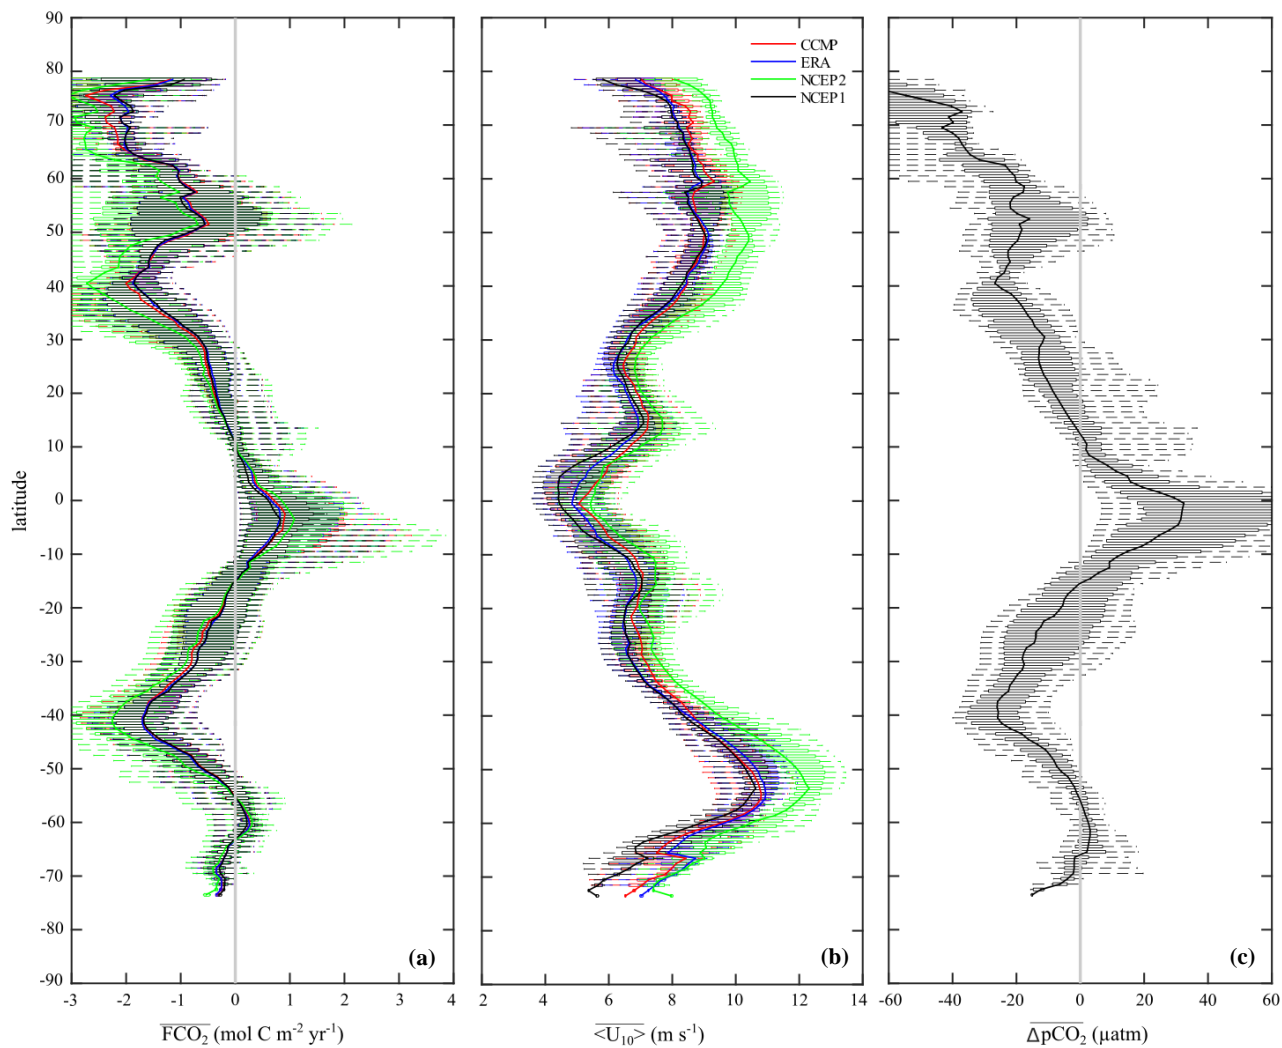 90
80
70
60
50
40
30
20
10
0
-10
-20
-30
-40
-50
-60
-70
-80
-90
latitude
CCMP
ERA
NCEP2
NCEP1
(a)
(b)
(c)
-3 -2 -1 0 1 2 3 4
2 4 6 8 10 12 14
-60 -40 -20 0 20 40 60
FCO₂ (mol C m⁻² yr⁻¹)
<U₁₀> (m s⁻¹)
ΔpCO₂ (µatm)